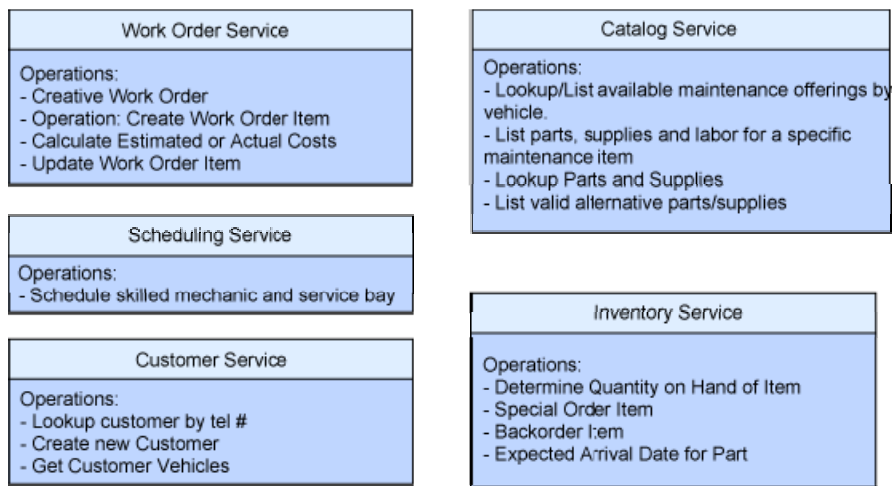 Work Order Service
Operations:
- Creative Work Order
- Operation: Create Work Order Item
- Calculate Estimated or Actual Costs
- Update Work Order Item
Scheduling Service
Operations:
- Schedule skilled mechanic and service bay
Customer Service
Operations:
- Lookup customer by tel #
- Create new Customer
- Get Customer Vehicles
Catalog Service
Operations:
- Lookup/List available maintenance offerings by
vehicle.
- List parts, supplies and labor for a specific
maintenance item
- Lookup Parts and Supplies
- List valid alternative parts/supplies
Inventory Service
Operations:
- Determine Quantity on Hand of Item
- Special Order Item
- Backorder Item
- Expected Arrival Date for Part